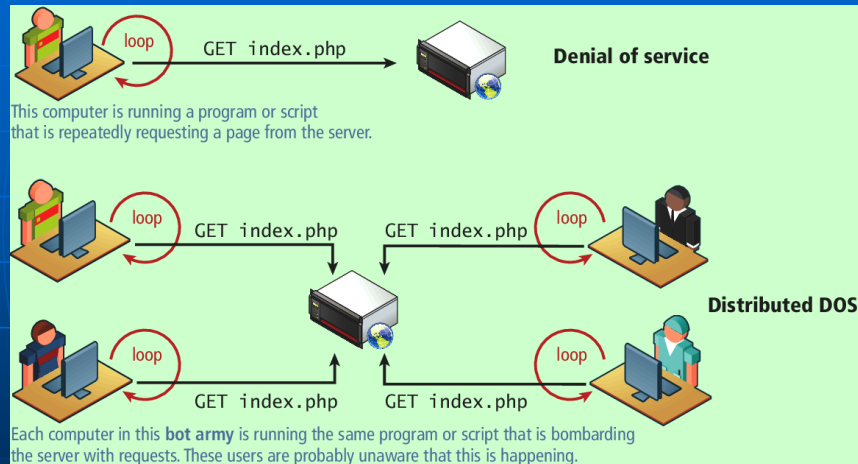 loop
GET index.php
Denial of service
This computer is running a program or script
that is repeatedly requesting a page from the server.
loop
GET index.php
GET index.php
loop
Distributed DOS
loop
GET index.php
GET index.php
loop
Each computer in this bot army is running the same program or script that is bombarding
the server with requests. These users are probably unaware that this is happening.